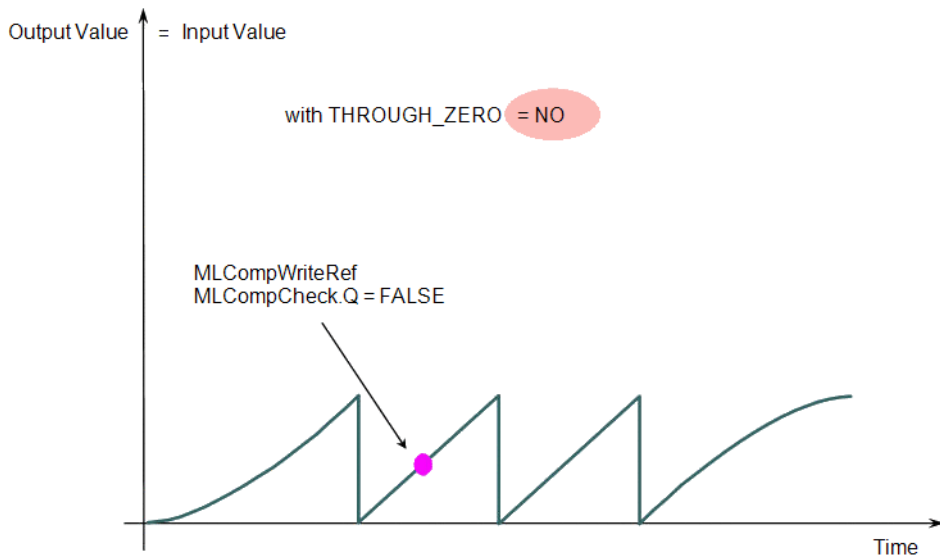 Output Value = Input Value
with THROUGH_ZERO = NO
MLCompWriteRef
MLCompCheck.Q = FALSE
Time